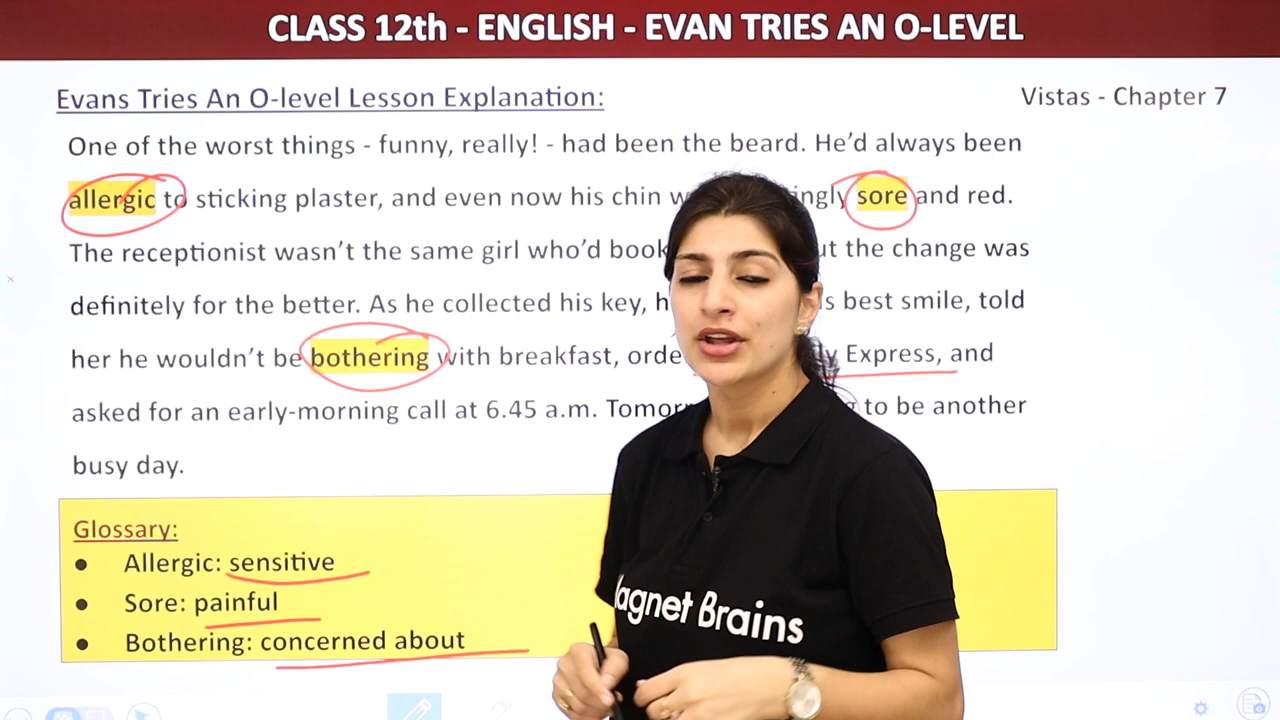 CLASS 12th - ENGLISH - EVAN TRIES AN O-LEVEL
Evans Tries An O-level Lesson Explanation: Vistas - Chapter 7
One of the worst things - funny, really! - had been the beard. He'd always been
allergic to sticking plaster, and even now his chin sore and red.
The receptionist wasn't the same girl who'd the change was
definitely for the better. As he collected his key, best smile, told
her he wouldn't be bothering with breakfast, Express, and
asked for an early-morning call at 6.45 a.m. to be another
busy day.
Glossary:
• Allergic: sensitive
• Sore: painful
• Bothering: concerned about
agnet Brains